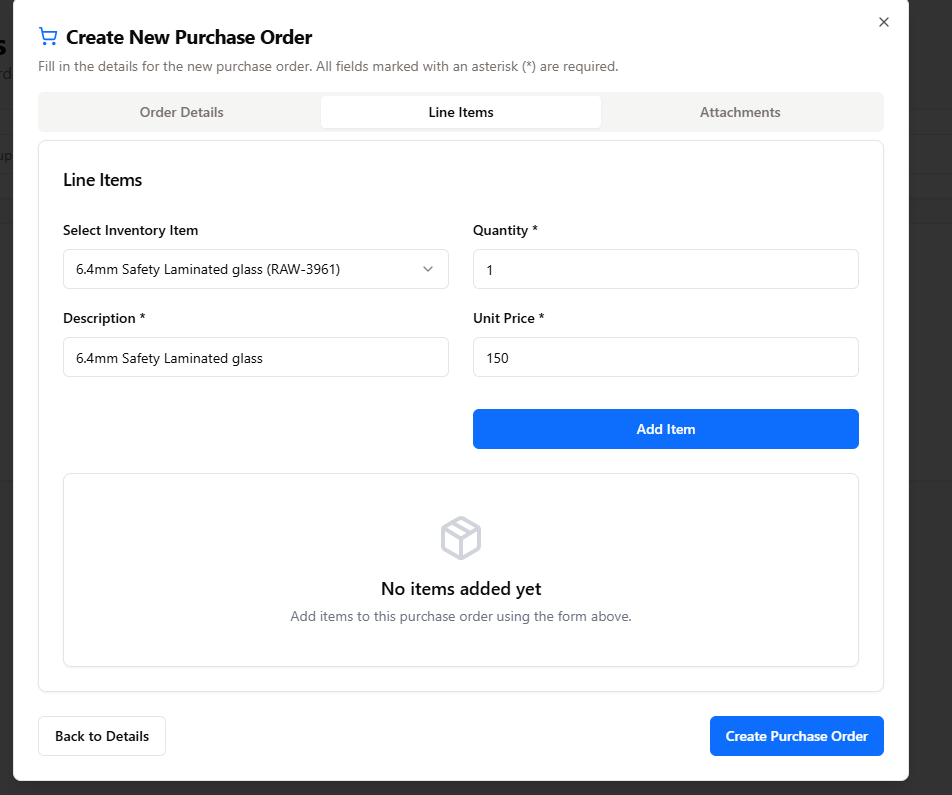 Create New Purchase Order
Fill in the details for the new purchase order. All fields marked with an asterisk (*) are required.
Order Details
Line Items
Attachments
Line Items
Select Inventory Item
Quantity *
6.4mm Safety Laminated glass (RAW-3961)
1
Description *
Unit Price *
6.4mm Safety Laminated glass
150
Add Item
No items added yet
Add items to this purchase order using the form above.
Back to Details
Create Purchase Order